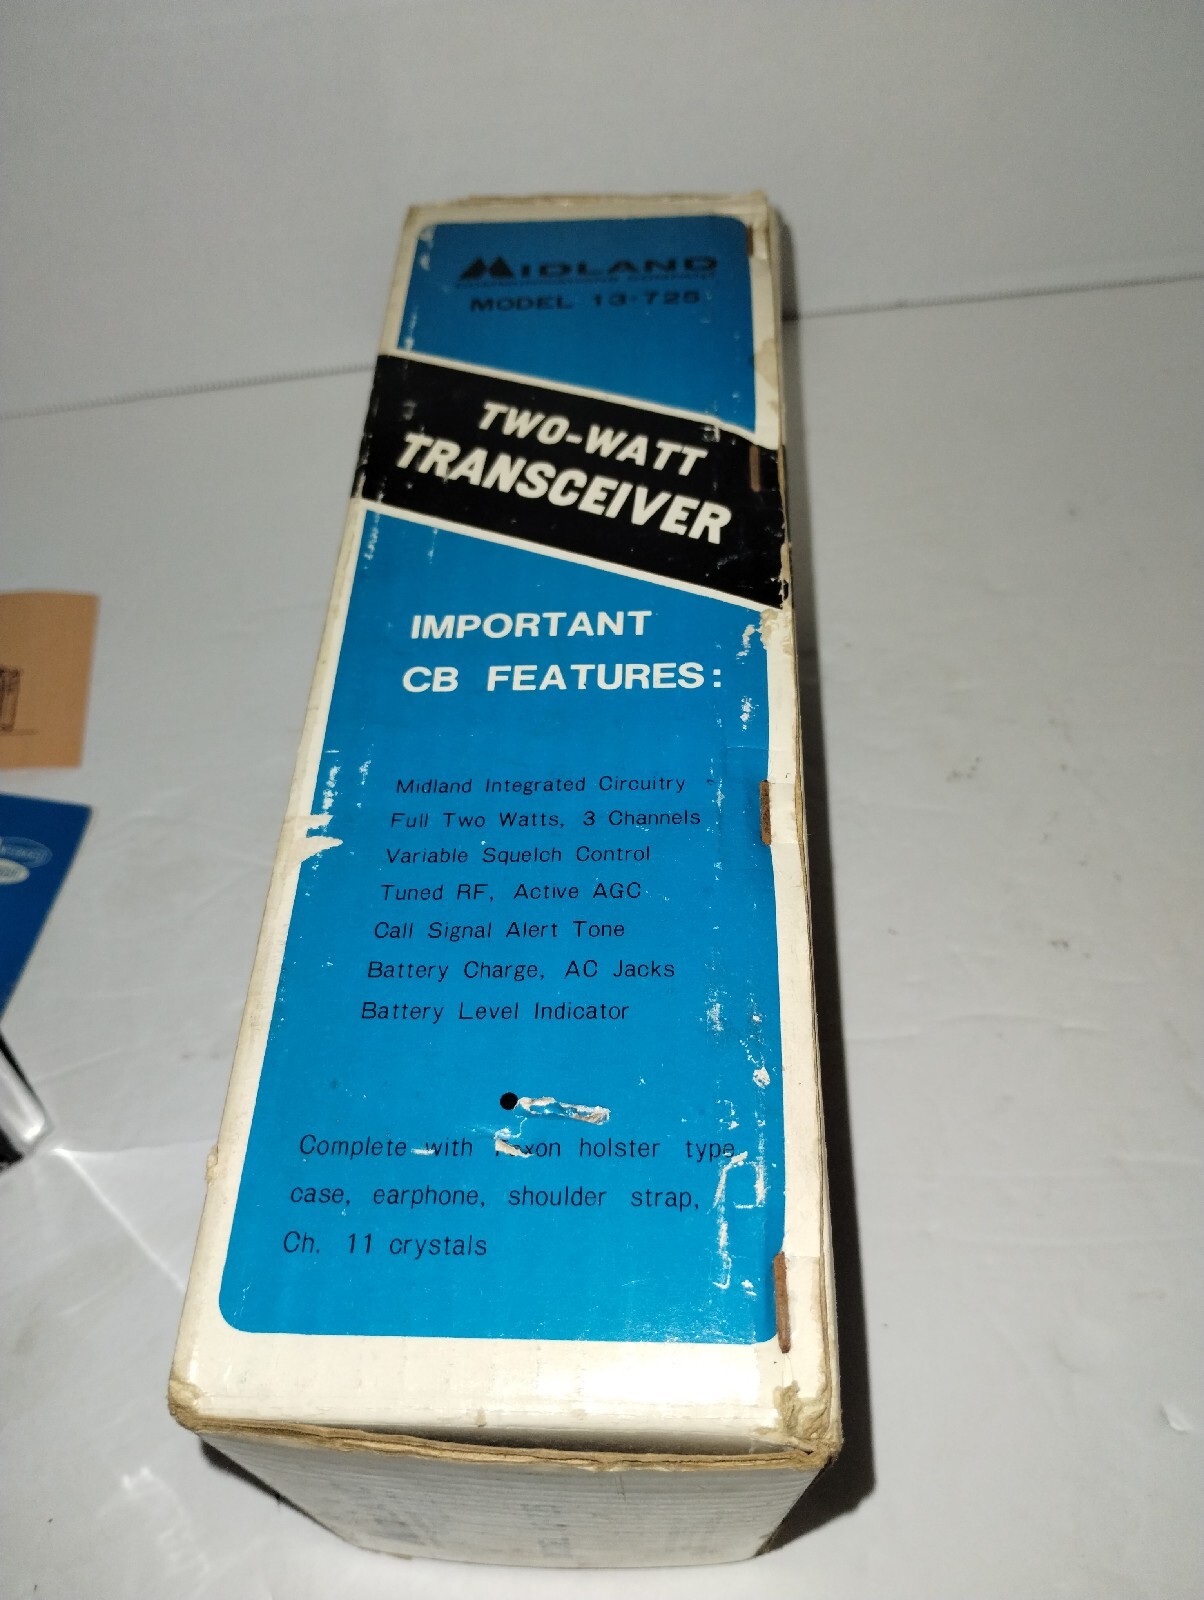 MIDLAND
MODEL 13-725
TWO-WATT
TRANSCEIVER
IMPORTANT
CB FEATURES:
Midland Integrated Circuitry
Full Two Watts, 3 Channels
Variable Squelch Control
Tuned RF, Active AGC
Call Signal Alert Tone
Battery Charge, AC Jacks
Battery Level Indicator
Complete with holster type
case, earphone, shoulder strap,
Ch. 11 crystals